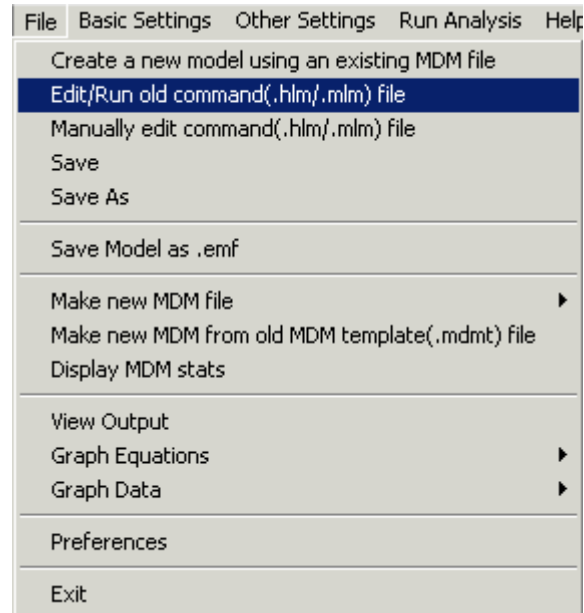 File Basic Settings Other Settings Run Analysis Help
Create a new model using an existing MDM file
Edit/Run old command(.hlm/.mlm) file
Manually edit command(.hlm/.mlm) file
Save
Save As
Save Model as .emf
Make new MDM file
Make new MDM from old MDM template(.mdmt) file
Display MDM stats
View Output
Graph Equations
Graph Data
Preferences
Exit